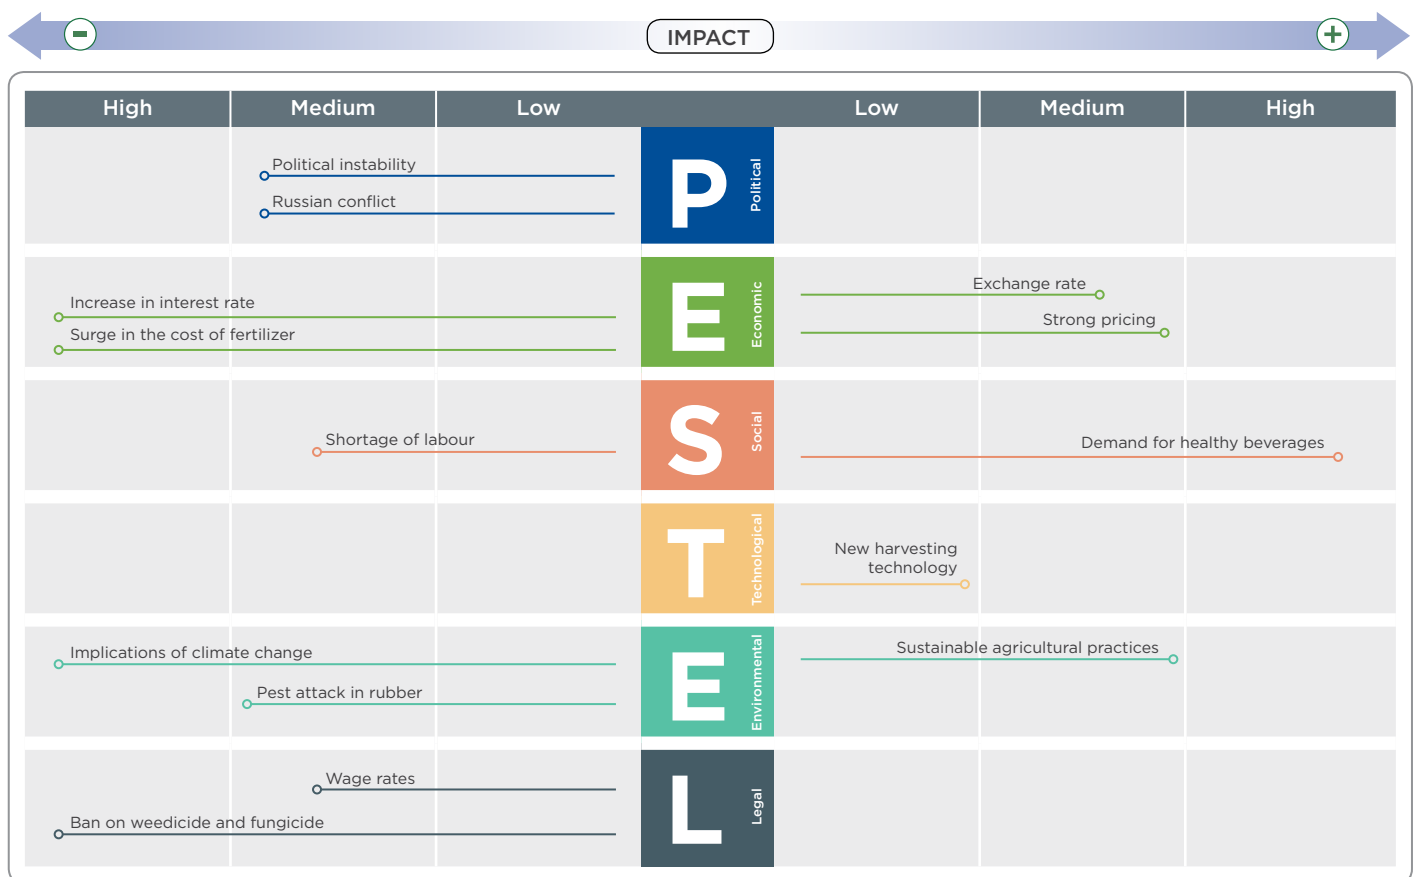 IMPACT
High Medium Low Low Medium High
Political instability
Russian conflict
P
Political
Increase in interest rate
Surge in the cost of fertilizer
E
Economic
Exchange rate
Strong pricing
Shortage of labour
S
Social
Demand for healthy beverages
T
Technological
New harvesting
technology
Implications of climate change
Pest attack in rubber
E
Environmental
Sustainable agricultural practices
Wage rates
Ban on weedicide and fungicide
L
Legal